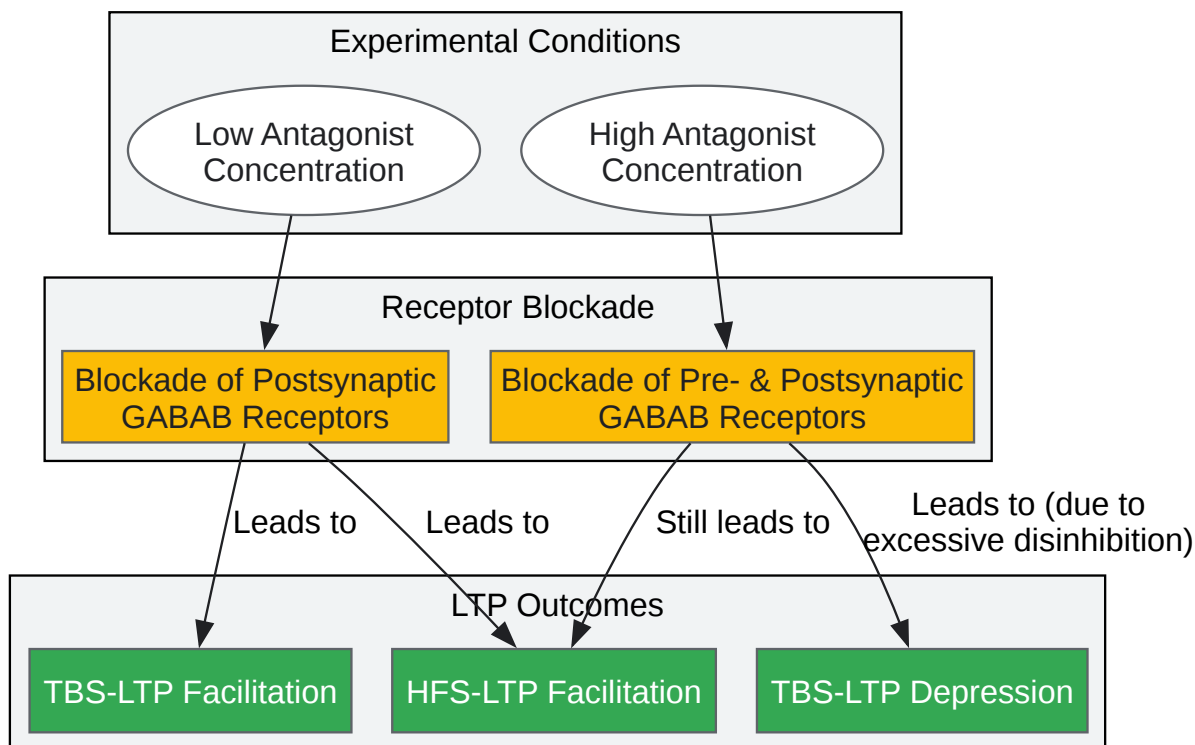 Experimental Conditions
Low Antagonist
Concentration
High Antagonist
Concentration
Receptor Blockade
Blockade of Postsynaptic
GABAB Receptors
Blockade of Pre- & Postsynaptic
GABAB Receptors
Leads to
Leads to
Still leads to
Leads to (due to
excessive disinhibition)
LTP Outcomes
TBS-LTP Facilitation
HFS-LTP Facilitation
TBS-LTP Depression